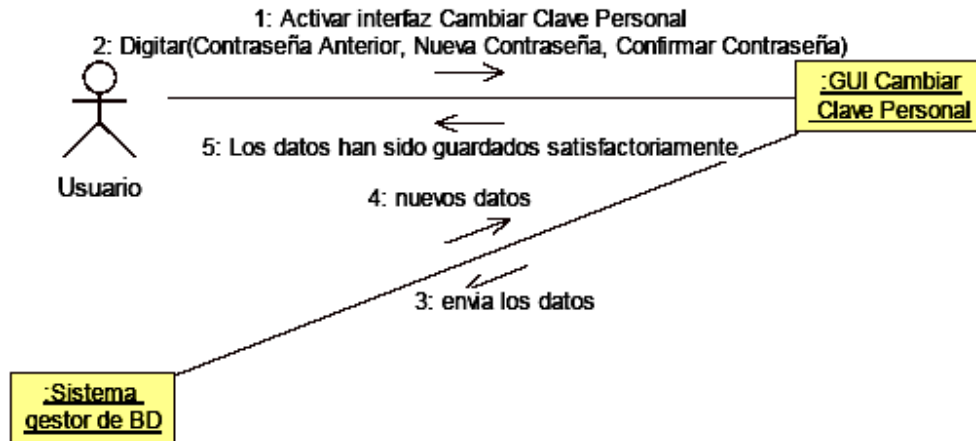 1: Activar interfaz Cambiar Clave Personal
2: Digitar(Contraseña Anterior, Nueva Contraseña, Confirmar Contraseña)
:GUI Cambiar
Clave Personal
5: Los datos han sido guardados satisfactoriamente
Usuario
4: nuevos datos
3: envia los datos
:Sistema
gestor de BD